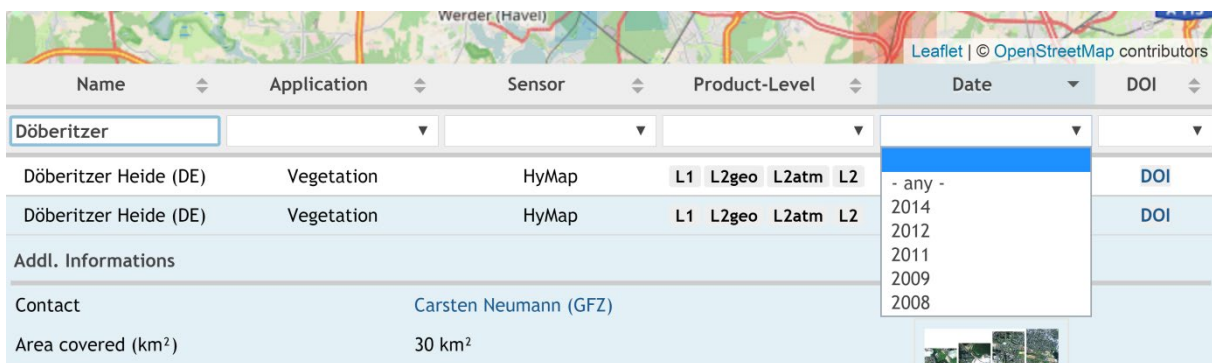 Werder (Havel)
Leaflet | © OpenStreetMap contributors
Name Application Sensor Product-Level Date DOI
Döberitzer
Döberitzer Heide (DE) Vegetation HyMap L1 L2geo L2atm L2 DOI
- any -
2014
Döberitzer Heide (DE) Vegetation HyMap L1 L2geo L2atm L2 DOI
2012
2011
2009
2008
Addl. Informations
Contact Carsten Neumann (GFZ)
Area covered (km²) 30 km²